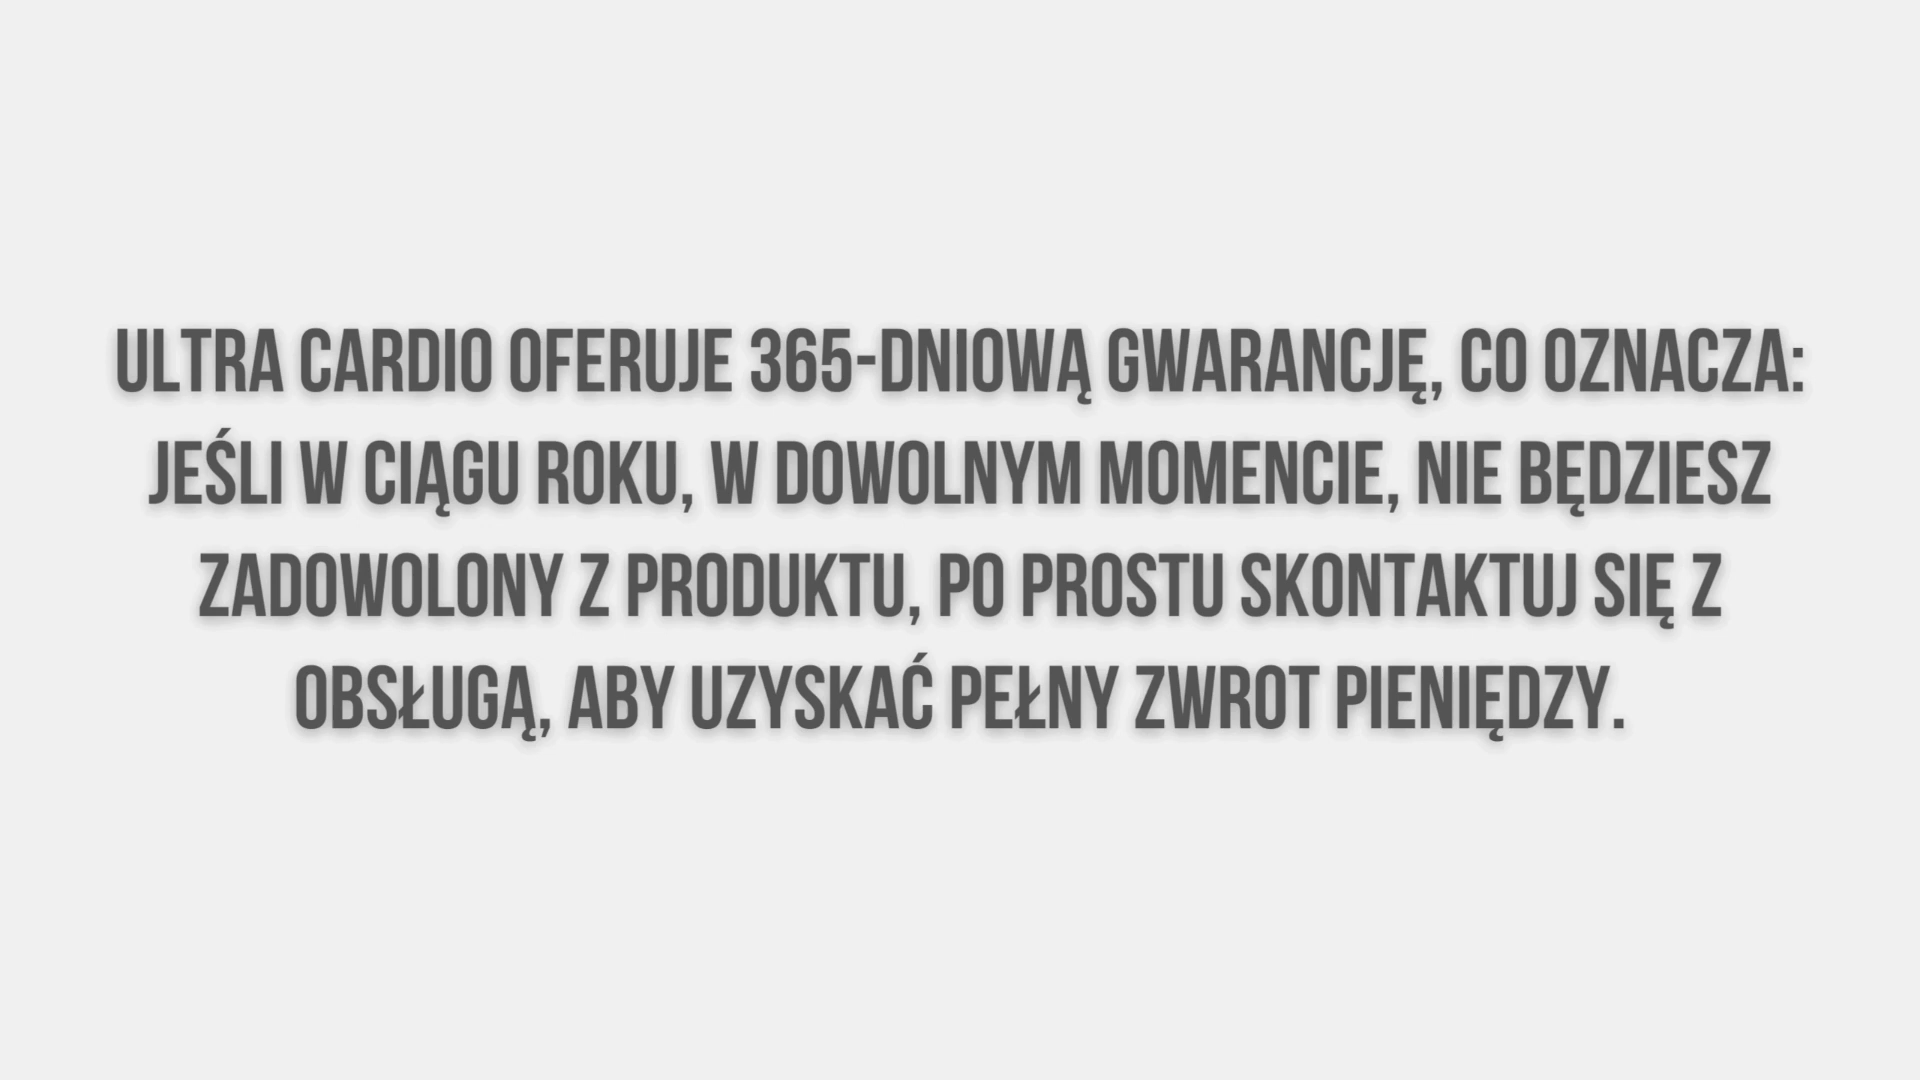 ULTRA CARDIO OFERUJE 365-DNIOWĄ GWARANCJĘ, CO OZNACZA:
JEŚLI W CIĄGU ROKU, W DOWOLNYM MOMENCIE, NIE BĘDZIESZ
ZADOWOLONY Z PRODUKTU, PO PROSTU SKONTAKTUJ SIĘ Z
OBSŁUGĄ, ABY UZYSKAĆ PEŁNY ZWROT PIENIĘDZY.